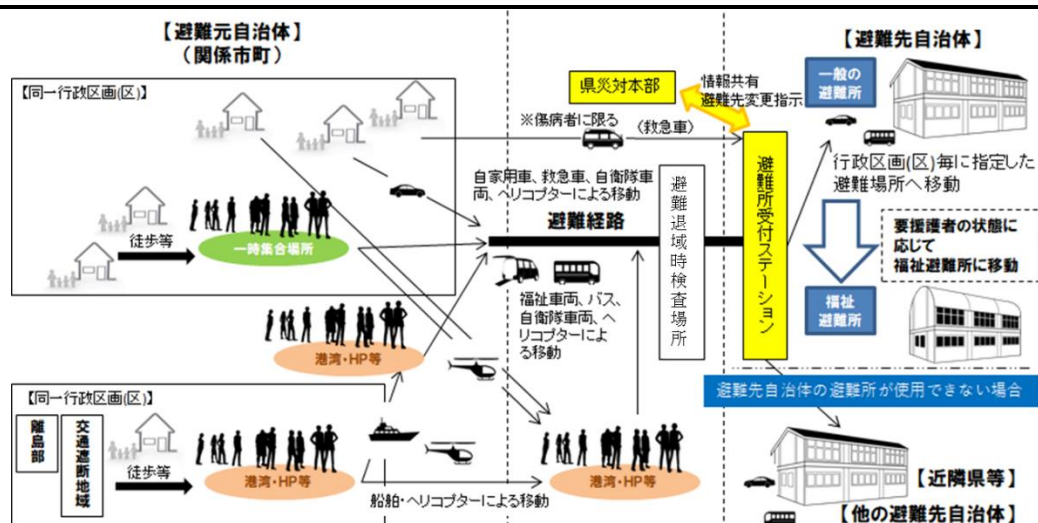 【避難元自治体】
(関係市町)
【同一行政区画(区)】
徒歩等
一時集合場所
港湾・HP等
【同一行政区画(区)】
離島部
交通遮断地域
徒歩等
港湾・HP等
県災対本部
情報共有
避難先変更指示
※傷病者に限る
〈救急車〉
自家用車、救急車、自衛隊車
両、ヘリコプターによる移動
避難経路
福祉車両、バス、
自衛隊車両、ヘ
リコプターによ
る移動
避難退域時検査場所
避難所受付ステーション
港湾・HP等
船舶・ヘリコプターによる移動
【避難先自治体】
一般の
避難所
行政区画(区)毎に指定した
避難場所へ移動
要援護者の状態に
応じて
福祉避難所に移動
福祉
避難所
避難先自治体の避難所が使用できない場合
【近隣県等】
【他の避難先自治体】